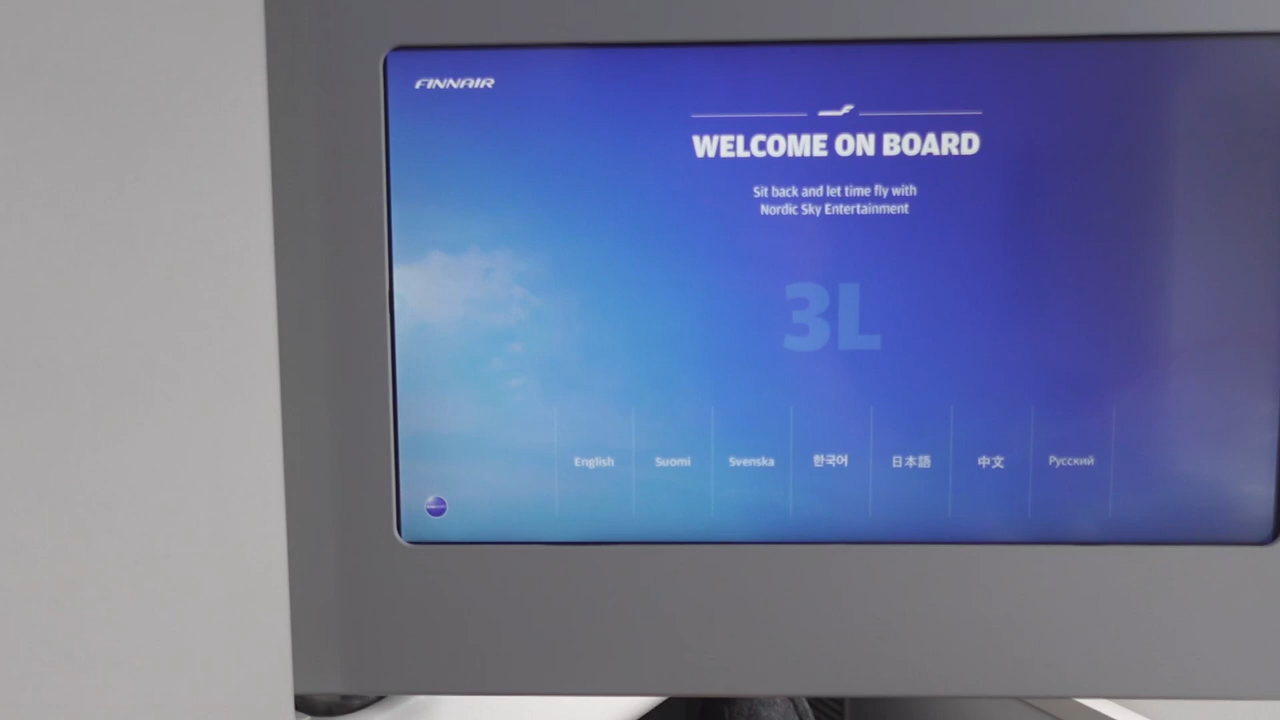 FINNAIR
WELCOME ON BOARD
Sit back and let time fly with
Nordic Sky Entertainment
3L
English
Suomi
Svenska
한국어
日本語
中文
Русский